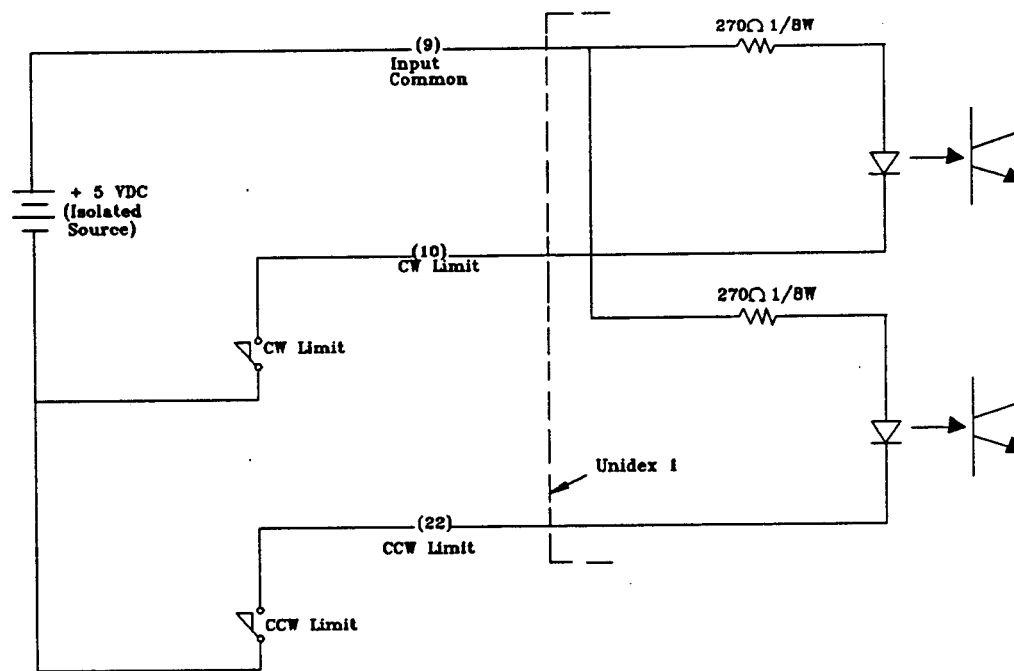 270Ω 1/8W
(9)
Input
Common
+ 5 VDC
(Isolated
Source)
(10)
CW Limit
270Ω 1/8W
CW Limit
Unidex 1
(22)
CCW Limit
CCW Limit